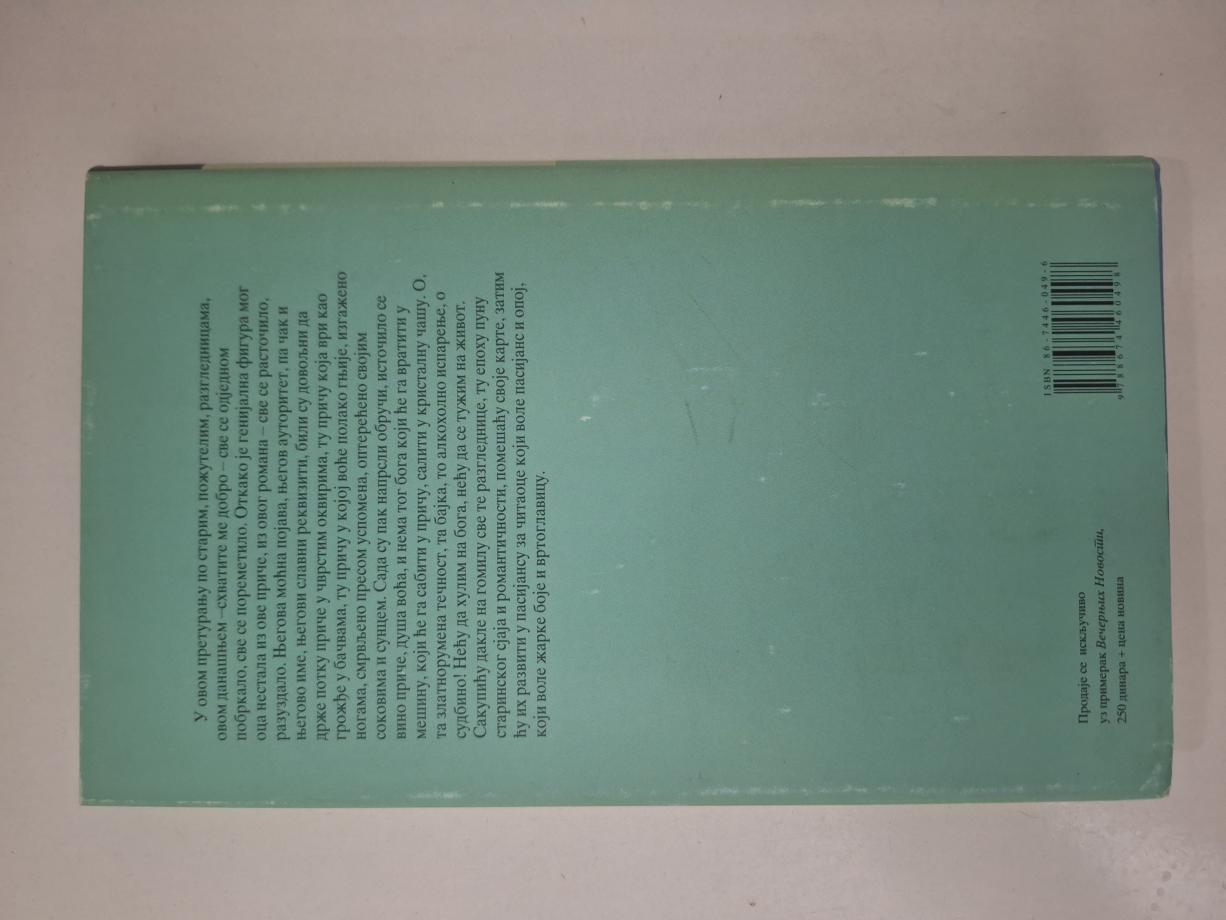 У овом претурању по старим, пожутелим, разгледницама,
овом данашњем –схватите ме добро – све се одједном
побркало, све се пореметило. Откако је генијална фигура мог
оца нестала из ове приче, из овог романа – све се расточило,
разуздало. Његова моћна појава, његов ауторитет, па чак и
његово име, његови славни реквизити, били су довољни да
држе потку приче у чврстим оквирима, ту причу која ври као
грожђе у бачвама, ту причу у којој воће полако гњије, изгажено
ногама, смрвљено пресом успомена, оптерећено својим
соковима и сунцем. Сада су пак напрсли обручи, источило се
вино приче, душа воћа, и нема тог бога који ће га вратити у
мешину, који ће га сабити у причу, салити у кристалну чашу. О,
та златнорумена течност, та бајка, то алкохолно испарење, о
судбино! Нећу да хулим на бога, нећу да се тужим на живот.
Сакупићу дакле на гомилу све те разгледнице, ту епоху пуну
старинског сјаја и романтичности, помешаћу своје карте, затим
ћу их развити у пасијансу за читаоце који воле пасијанс и опој,
који воле жарке боје и вртоглавицу.
Продаје се искључиво
уз примерак Вечерњих Новости,
250 динара + цена новина
ISBN 86-7446-049-6
9788674460498